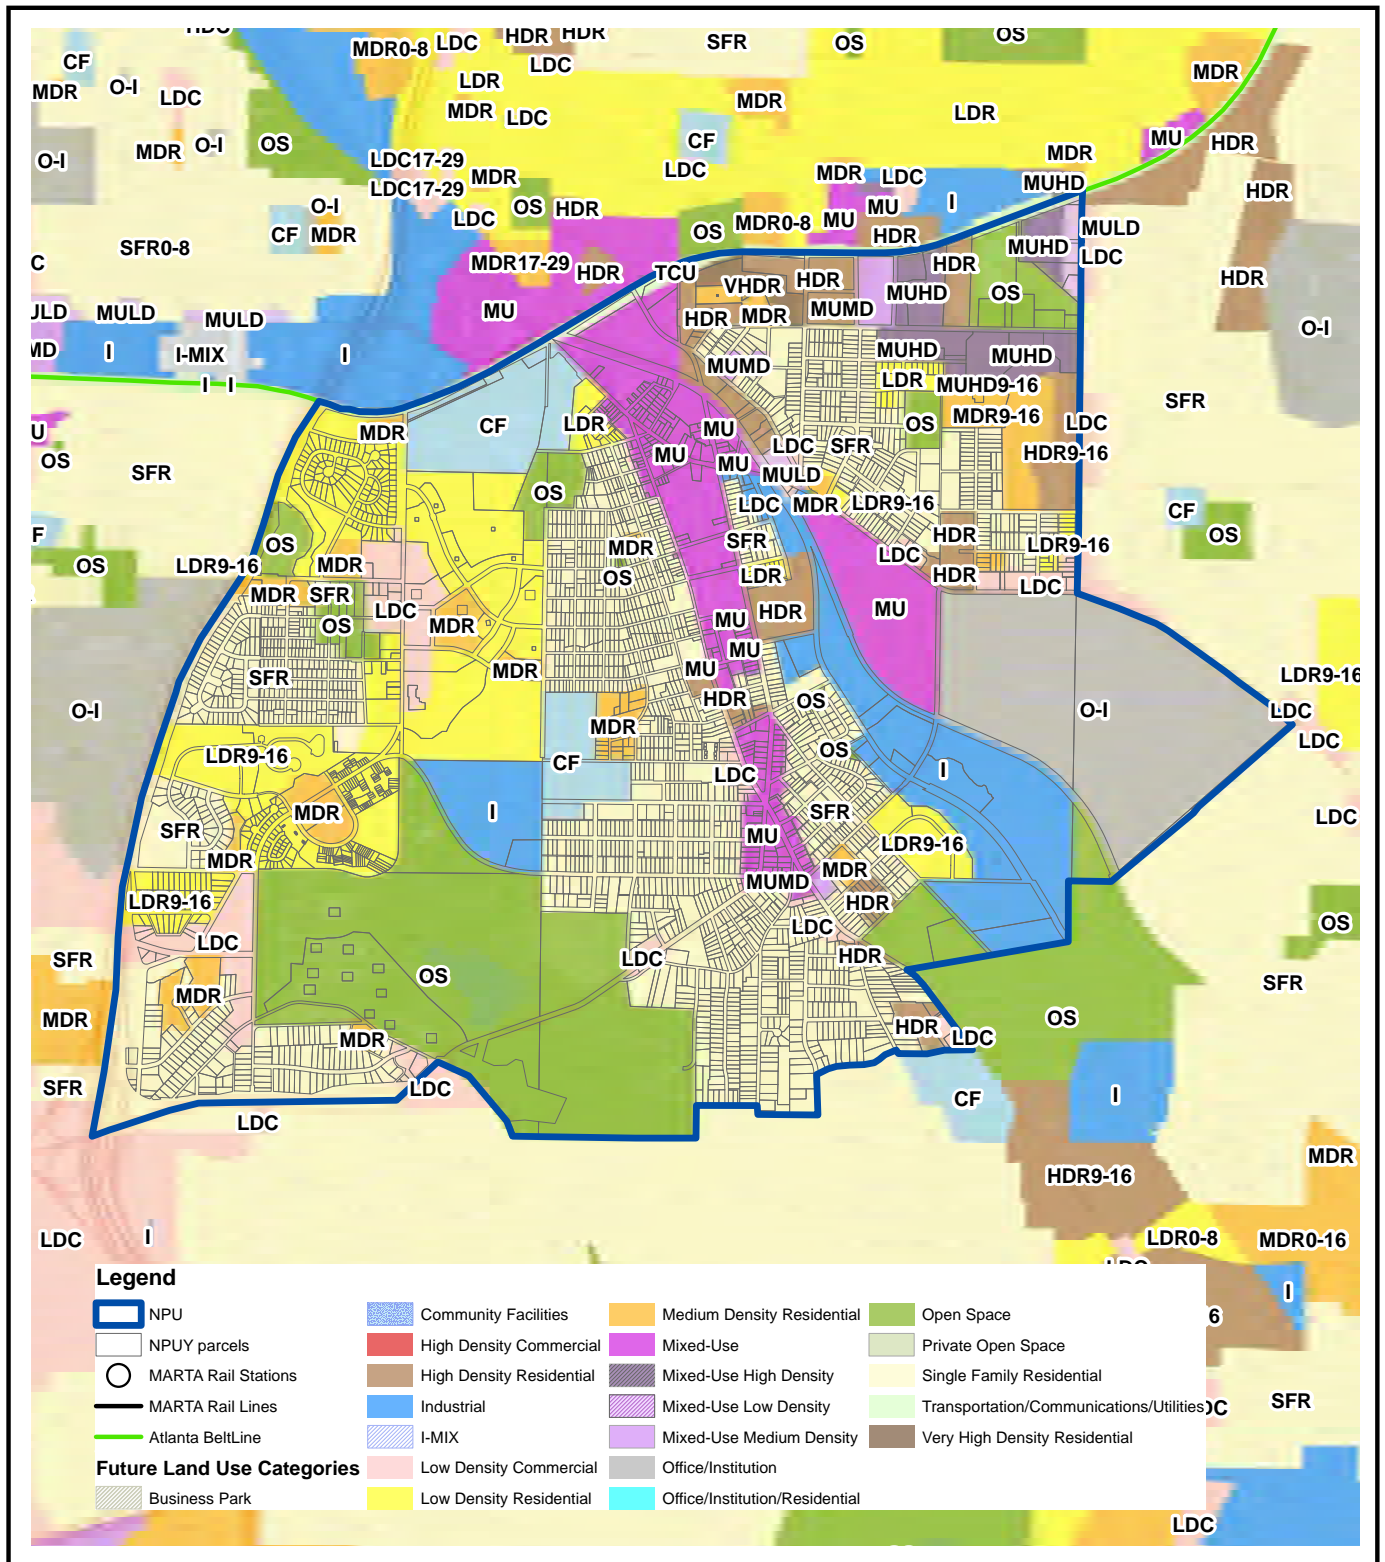 MDR0-8 LDC HDR HDR SFR OS OS
CF LDC MDR
MDR O-I LDC LDR MDR
MDR LDC LDR
O-I MDR O-I OS CF MU HDR
LDC17-29 MDR
LDC17-29 MDR LDC MDR LDC MUHD HDR
O-I OS HDR MU I
CF MDR LDC OS MDR0-8 MU HDR MULD
SFR0-8 MUHD LDC
C MDR17-29 HDR TCU VHDR HDR HDR HDR
MULD MULD MU MUMD MUHD OS
HDR MDR O-I
I I-MIX I MUHD MUHD
I I MUMD LDR MUHD9-16
SFR
U MDR CF LDR MU LDC SFR OS MDR9-16 LDC
OS SFR MU MU MULD HDR9-16
OS LDC MDR LDR9-16 CF
F OS MDR SFR LDC HDR LDR9-16 OS
OS LDR9-16 MDR OS LDR HDR
MDR SFR LDC HDR MU LDC
OS MDR MU
MU
SFR MDR MU LDR9-16
O-I HDR OS O-I LDC
MDR OS LDC
LDR9-16 CF LDC I
MDR I SFR LDC
SFR MU LDR9-16
MDR MUMD MDR
LDR9-16 HDR OS
LDC LDC
SFR OS LDC HDR SFR
MDR
MDR MDR HDR LDC OS
SFR LDC CF I
LDC
MDR
HDR9-16
LDC I LDR0-8 MDR0-16
I
6
SFR
LDC
Legend
NPU
NPUY parcels
MARTA Rail Stations
MARTA Rail Lines
Atlanta BeltLine
Future Land Use Categories
Business Park
Community Facilities
High Density Commercial
High Density Residential
Industrial
I-MIX
Low Density Commercial
Low Density Residential
Medium Density Residential
Mixed-Use
Mixed-Use High Density
Mixed-Use Low Density
Mixed-Use Medium Density
Office/Institution
Office/Institution/Residential
Open Space
Private Open Space
Single Family Residential
Transportation/Communications/Utilities
Very High Density Residential